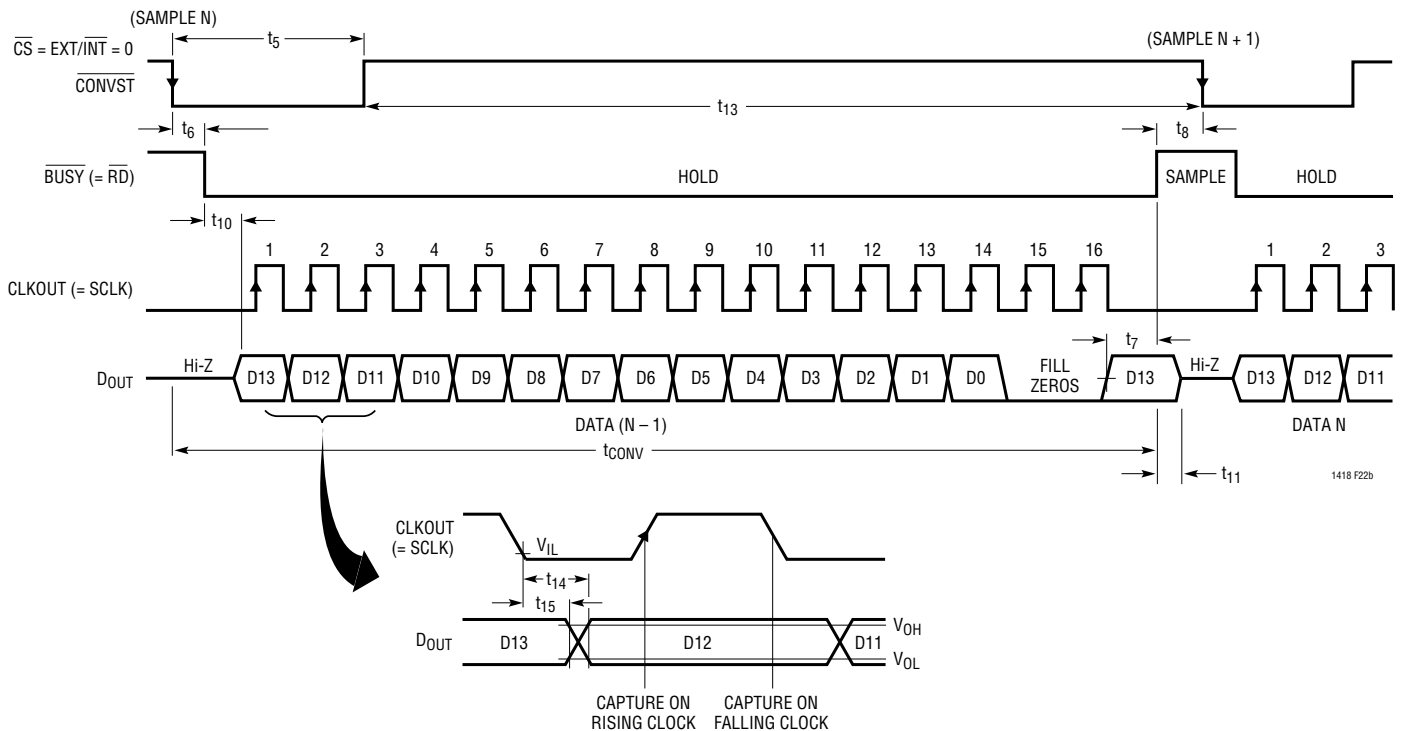 (SAMPLE N)
(SAMPLE N + 1)
CS = EXT/INT = 0
t5
CONVST
t13
t6
t8
BUSY (= RD)
HOLD
SAMPLE
HOLD
t10
1 2 3 4 5 6 7 8 9 10 11 12 13 14 15 16 1 2 3
CLKOUT (= SCLK)
t7
DOUT
Hi-Z
D13 D12 D11 D10 D9 D8 D7 D6 D5 D4 D3 D2 D1 D0
FILL
ZEROS
D13
Hi-Z
D13 D12 D11
DATA (N – 1)
DATA N
tCONV
t11
1418 F22b
CLKOUT
(= SCLK)
VIL
t14
t15
DOUT
D13
D12
D11
VOH
VOL
CAPTURE ON
RISING CLOCK
CAPTURE ON
FALLING CLOCK